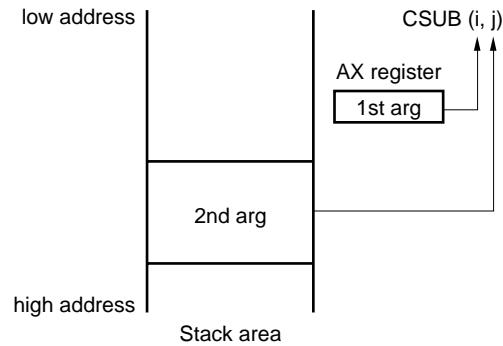 low address
CSUB (i, j)
AX register
1st arg
2nd arg
high address
Stack area